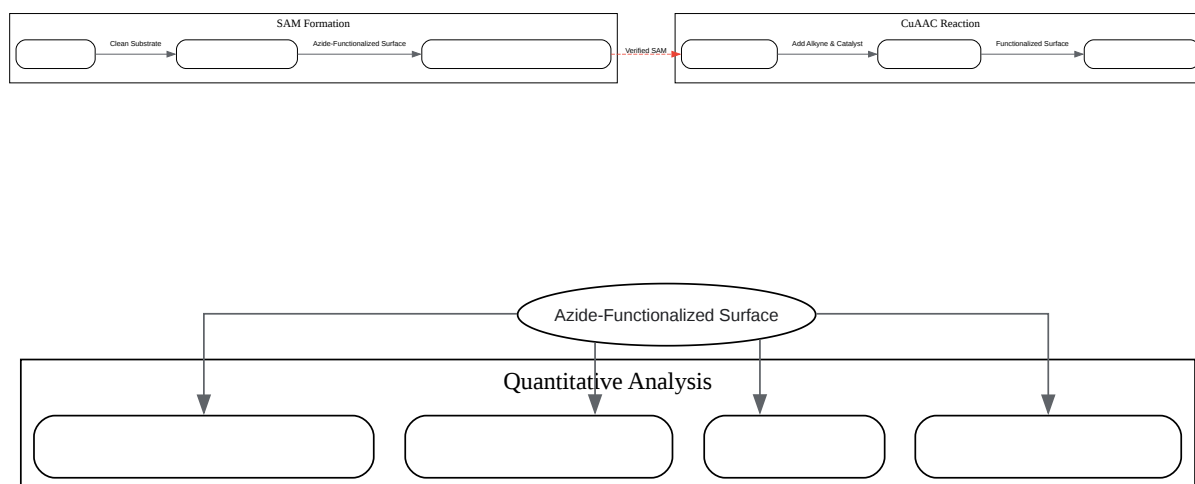 SAM Formation
CuAAC Reaction
Clean Substrate
Azide-Functionalized Surface
Verified SAM
Add Alkyne & Catalyst
Functionalized Surface
Azide-Functionalized Surface
Quantitative Analysis